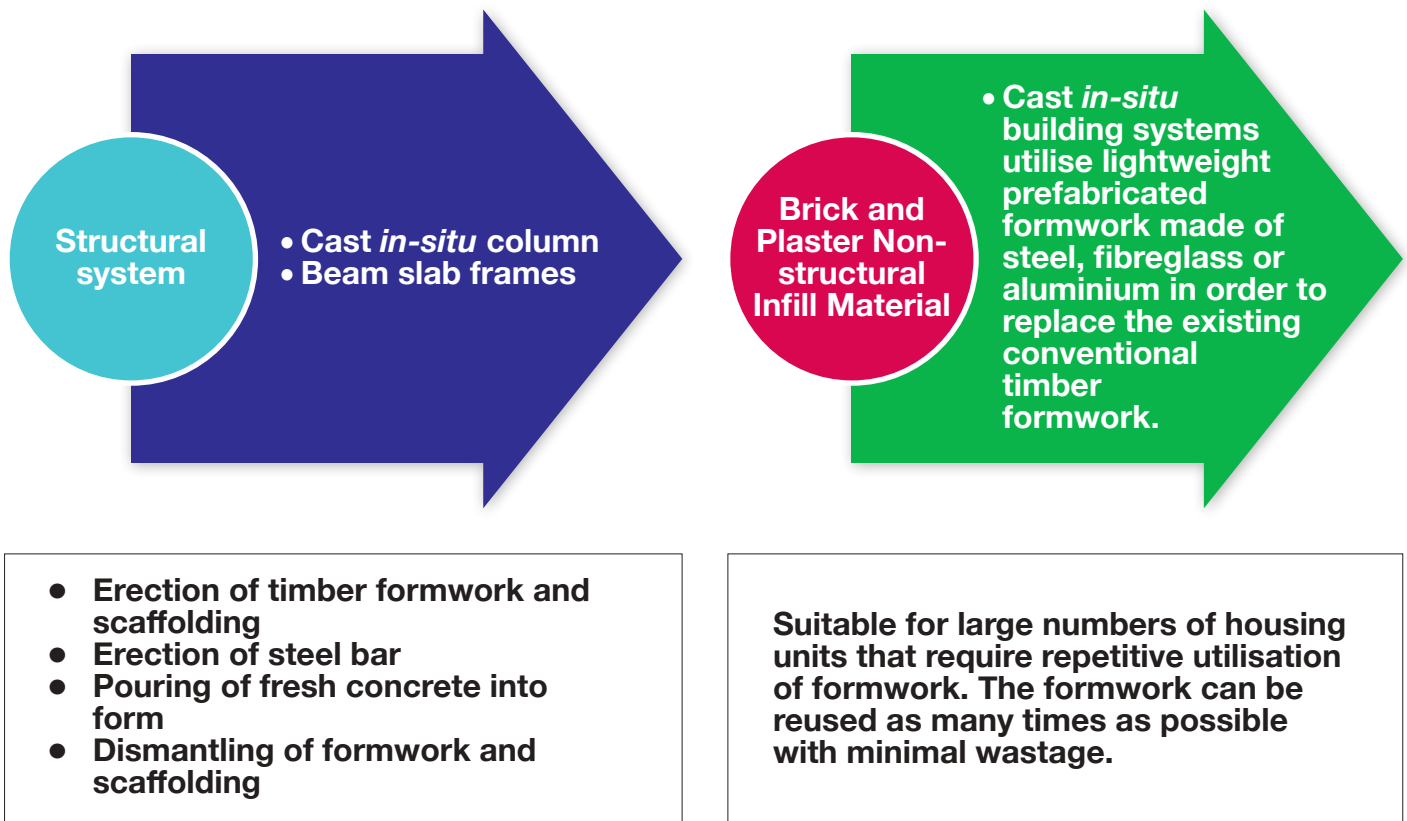 Structural
system
• Cast in-situ column
• Beam slab frames
Brick and
Plaster Non-
structural
Infill Material
• Cast in-situ
building systems
utilise lightweight
prefabricated
formwork made of
steel, fibreglass or
aluminium in order to
replace the existing
conventional
timber
formwork.
• Erection of timber formwork and
scaffolding
• Erection of steel bar
• Pouring of fresh concrete into
form
• Dismantling of formwork and
scaffolding
Suitable for large numbers of housing
units that require repetitive utilisation
of formwork. The formwork can be
reused as many times as possible
with minimal wastage.